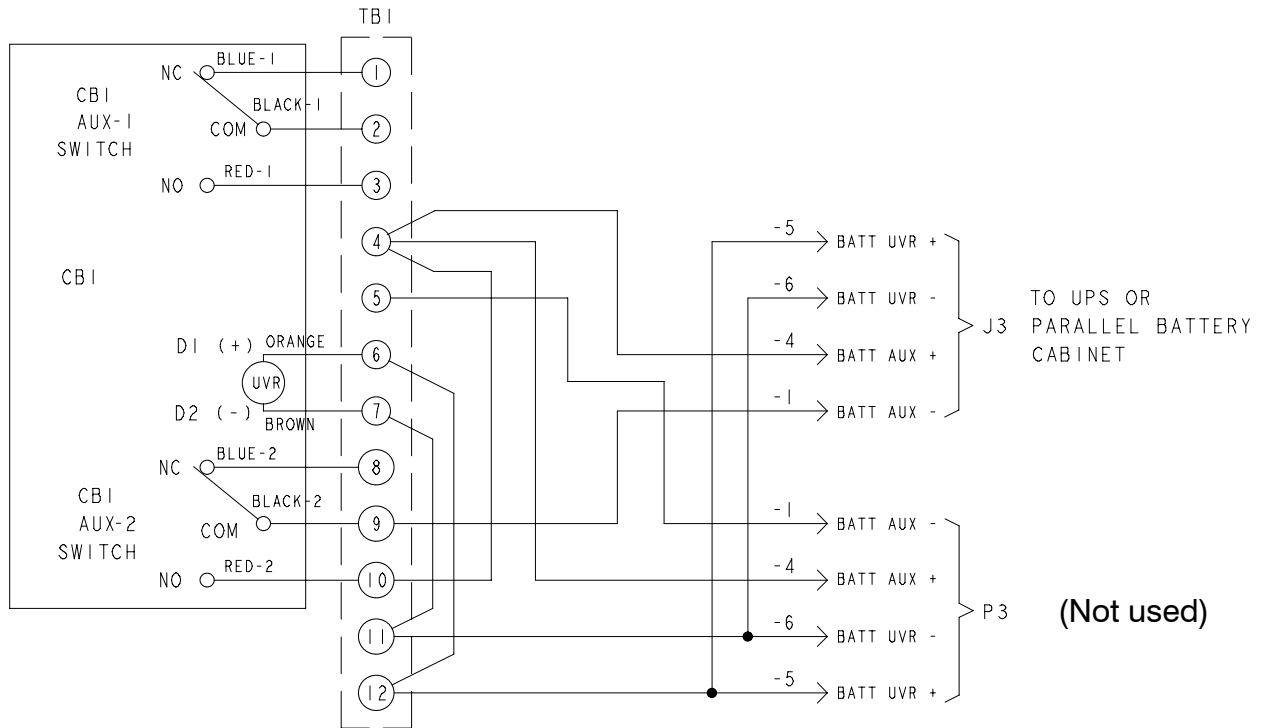 TB1
NC BLUE-1 1
CB1
AUX-1
SWITCH
BLACK-1
COM 2
NO RED-1 3
4
CB1
5
D1 (+) ORANGE 6
UVR
D2 (-) BROWN 7
NC BLUE-2 8
CB1
AUX-2
SWITCH
BLACK-2
COM 9
NO RED-2 10
11
12
-5 BATT UVR +
-6 BATT UVR -
-4 BATT AUX +
-1 BATT AUX -
J3
TO UPS OR
PARALLEL BATTERY
CABINET
-1 BATT AUX -
-4 BATT AUX +
-6 BATT UVR -
-5 BATT UVR +
P3
(Not used)